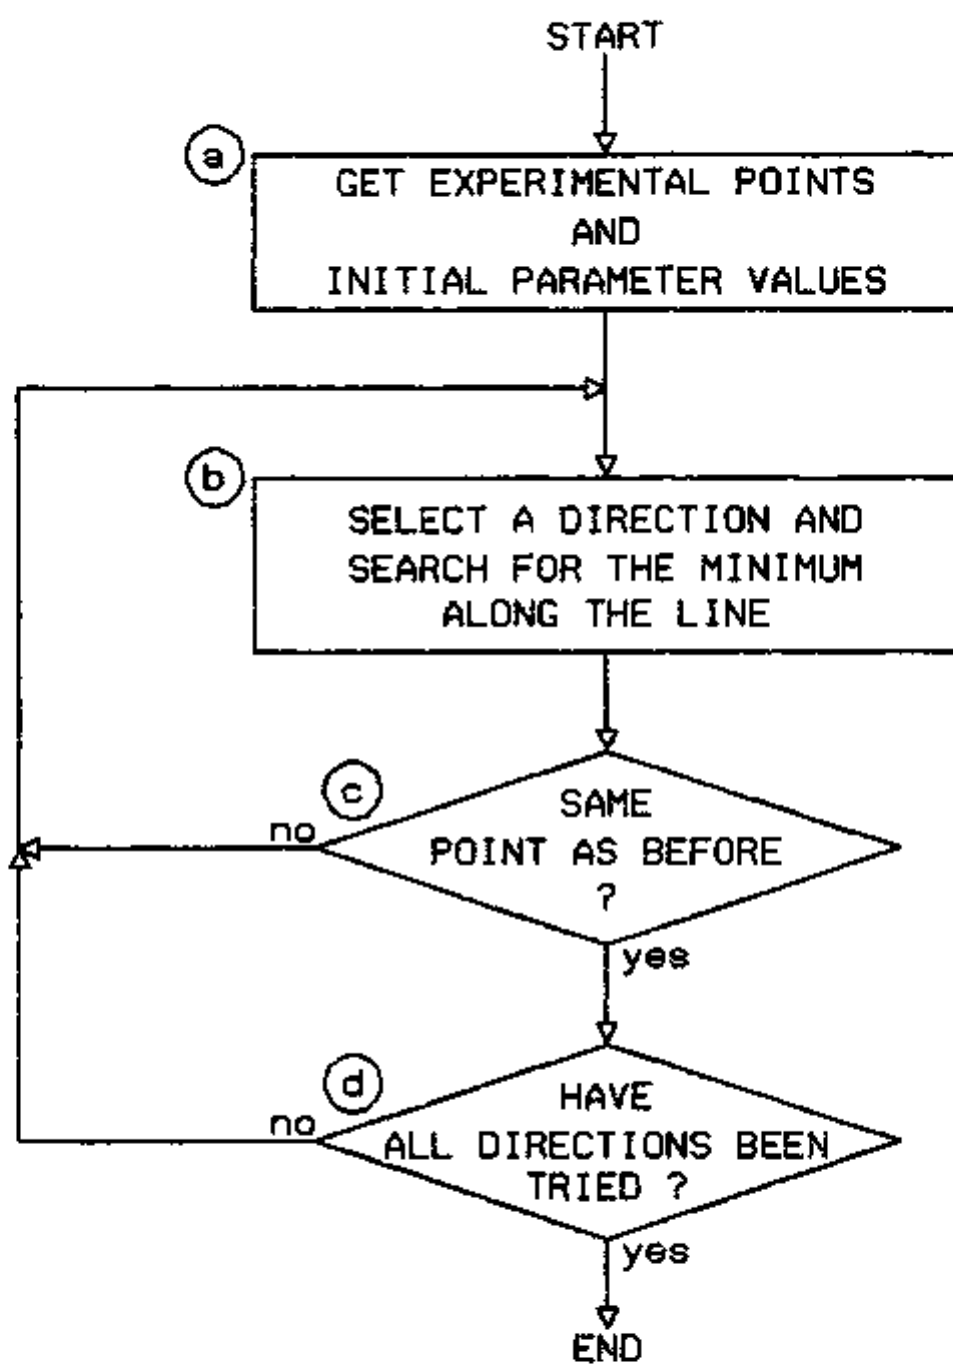 START
a
GET EXPERIMENTAL POINTS
AND
INITIAL PARAMETER VALUES
b
SELECT A DIRECTION AND
SEARCH FOR THE MINIMUM
ALONG THE LINE
c
SAME
no
POINT AS BEFORE
?
yes
d
HAVE
no
ALL DIRECTIONS BEEN
TRIED ?
yes
END